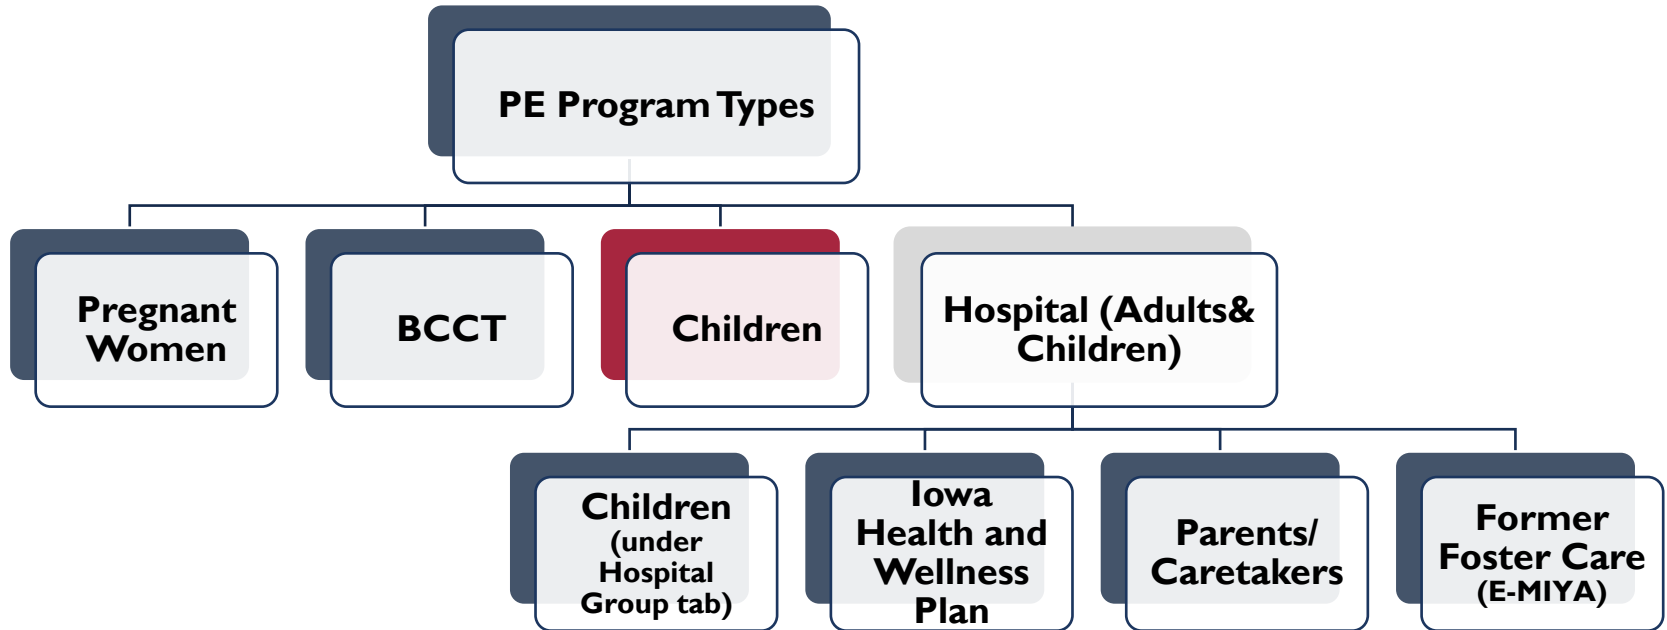 PE Program Types
Pregnant
Women
BCCT
Children
Hospital (Adults&
Children)
Children
(under
Hospital
Group tab)
Iowa
Health and
Wellness
Plan
Parents/
Caretakers
Former
Foster Care
(E-MIYA)